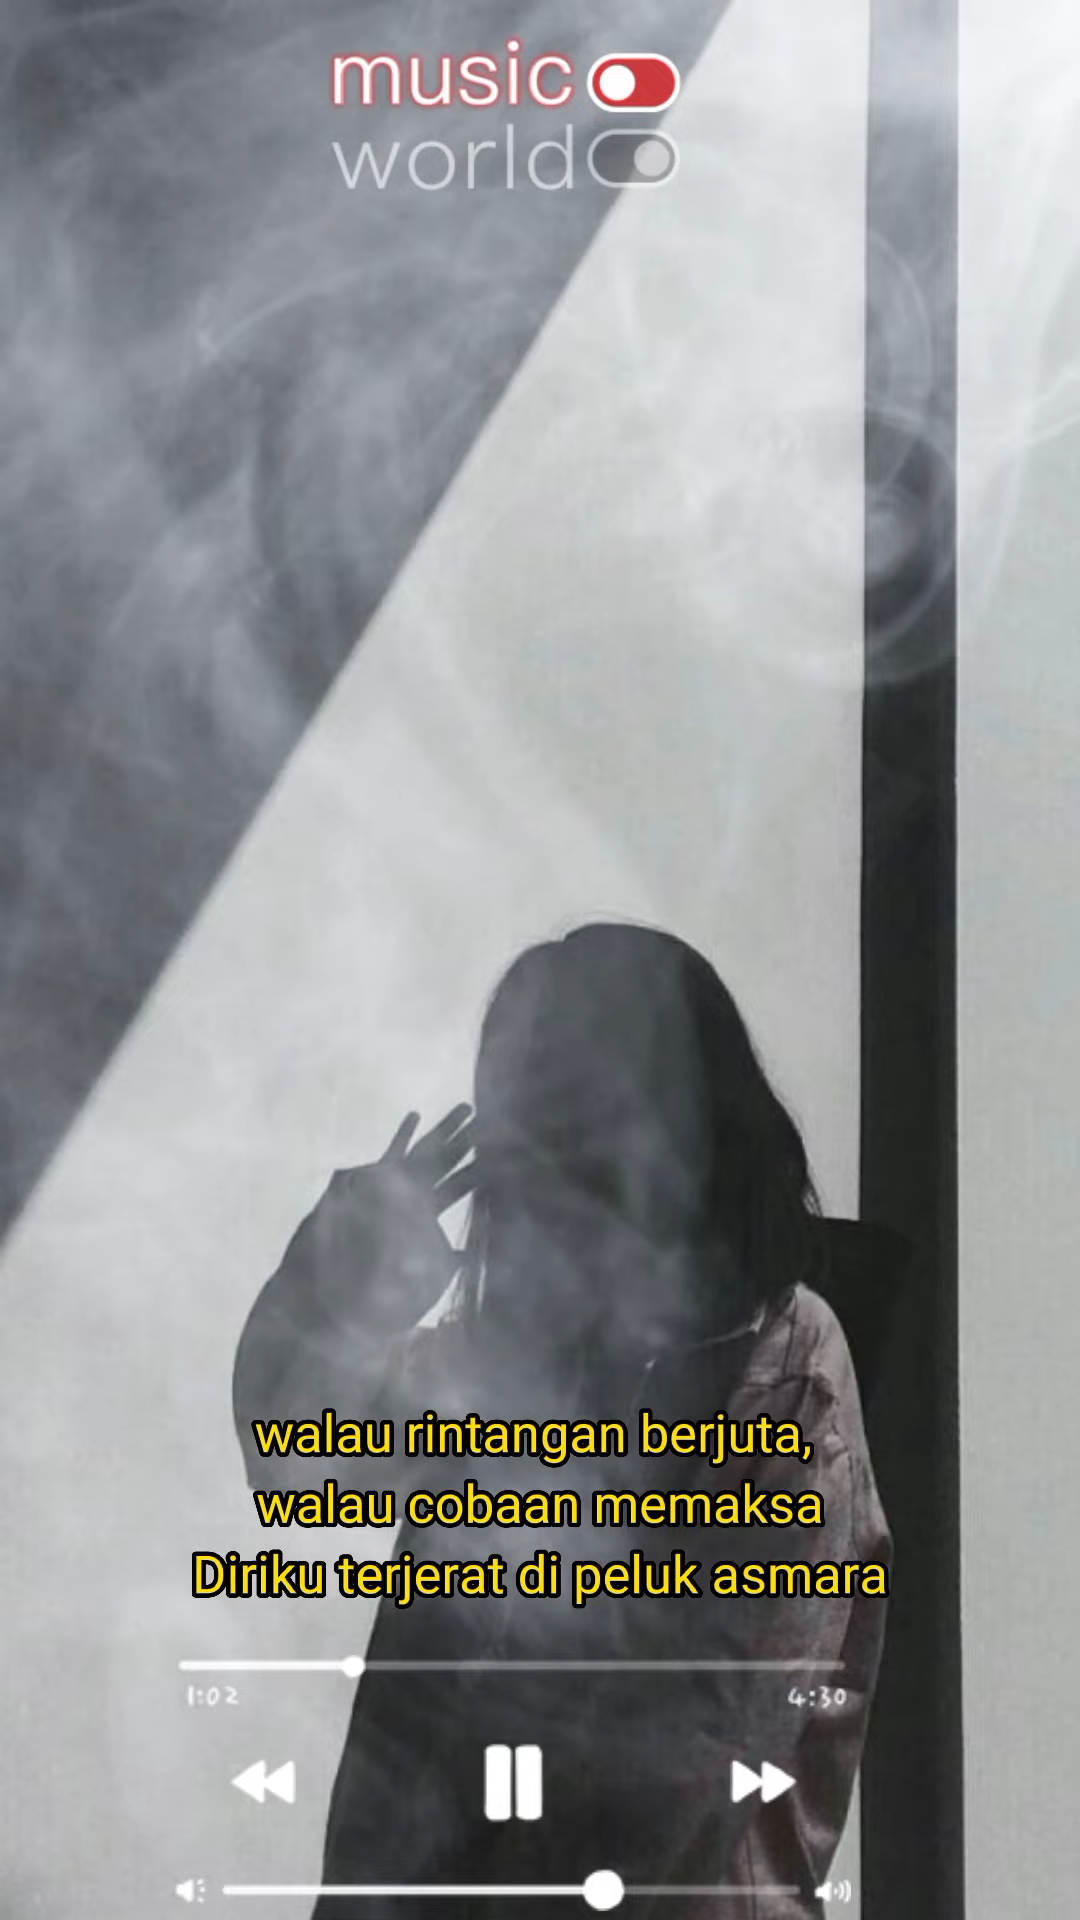 music
world
walau rintangan berjuta,
walau cobaan memaksa
Diriku terjerat di peluk asmara
1:02 4:30